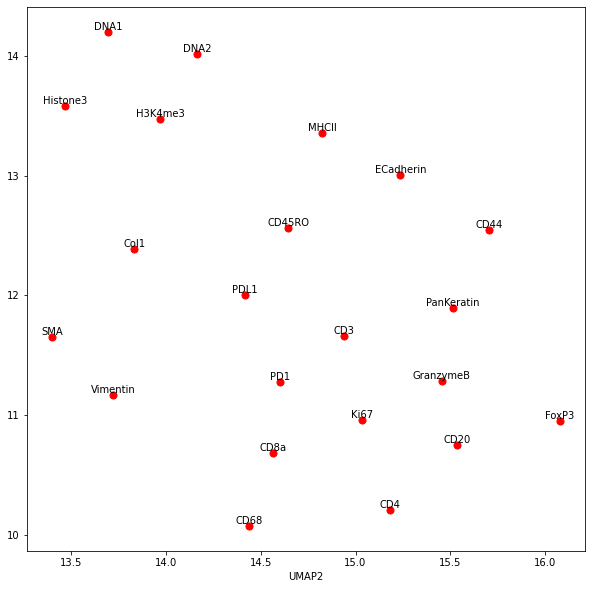 DNA1
DNA2
14
Histone3
H3K4me3
MHCII
13
ECadherin
CD45RO
CD44
Col1
12
PDL1
PanKeratin
SMA
CD3
Vimentin
PD1
GranzymeB
11
Ki67
FoxP3
CD8a
CD20
CD4
CD68
10
13.5 14.0 14.5 15.0 15.5 16.0
UMAP2